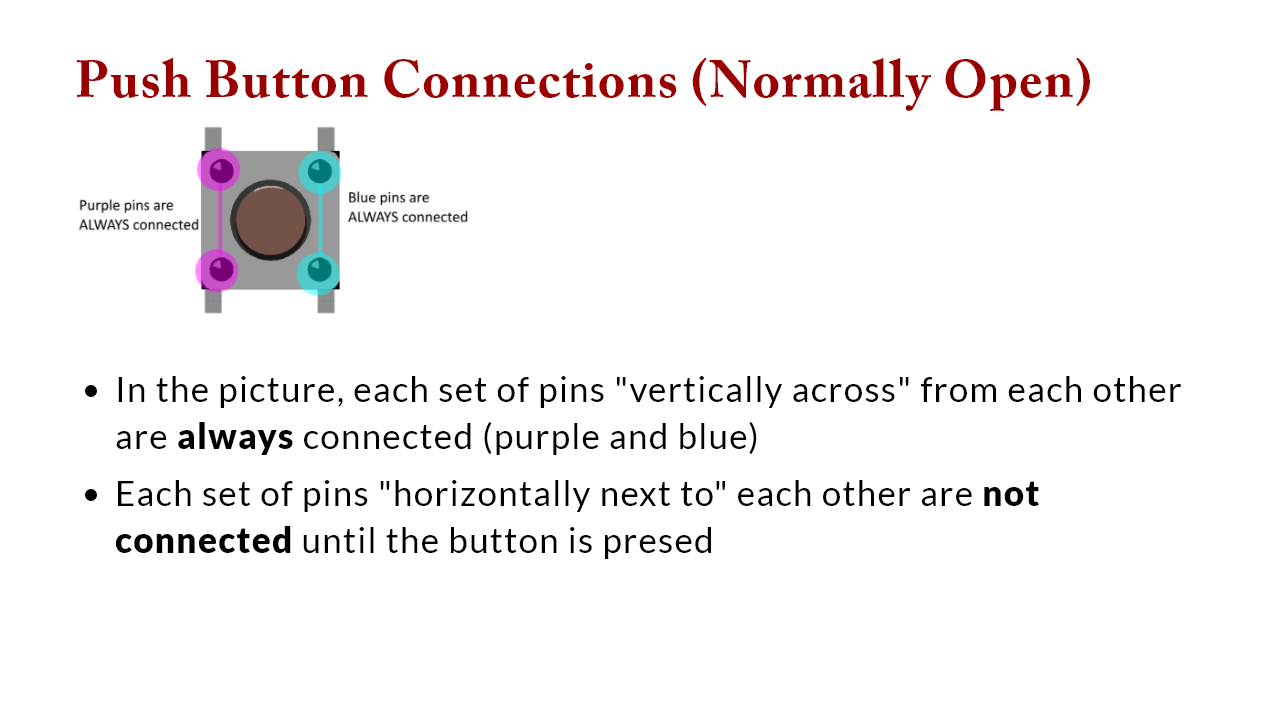 Push Button Connections (Normally Open)
Purple pins are
ALWAYS connected
Blue pins are
ALWAYS connected
• In the picture, each set of pins "vertically across" from each other
are always connected (purple and blue)
• Each set of pins "horizontally next to" each other are not
connected until the button is presed